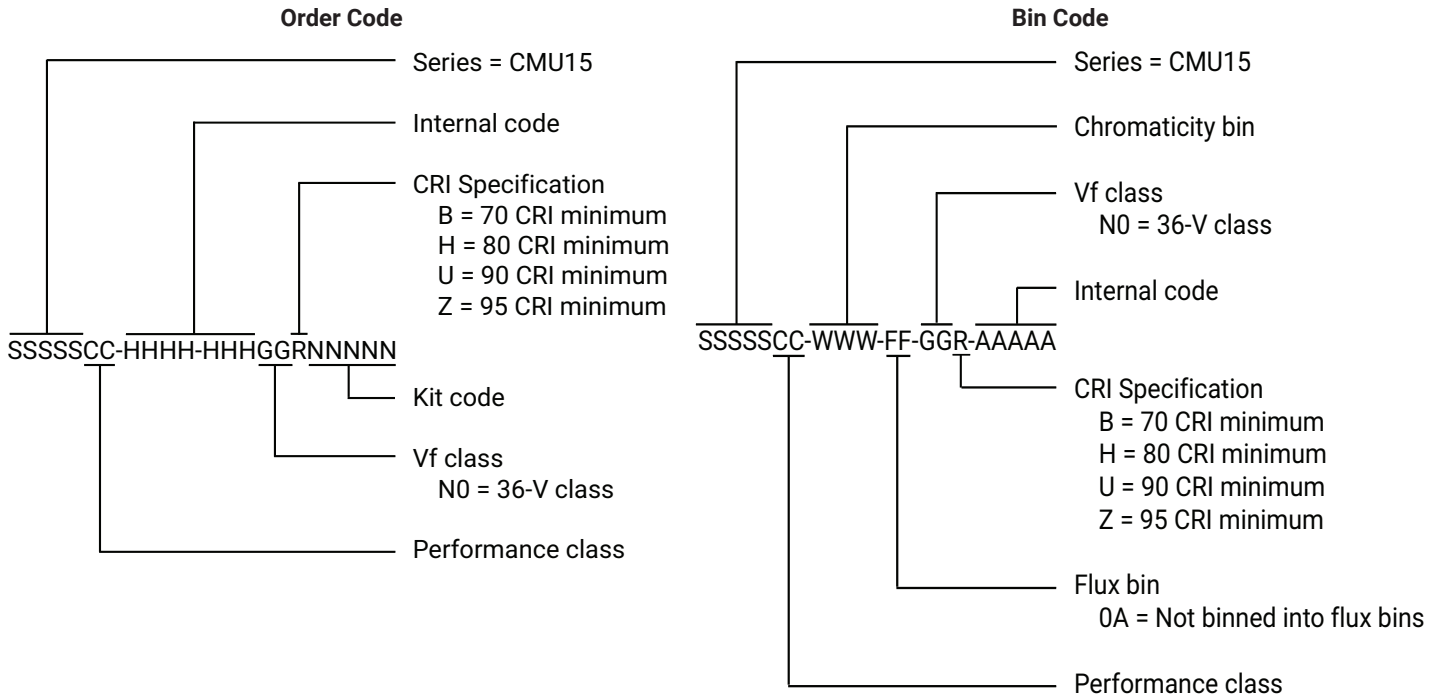 Order Code
Series = CMU15
Internal code
CRI Specification
B = 70 CRI minimum
H = 80 CRI minimum
U = 90 CRI minimum
Z = 95 CRI minimum
SSSSSCC-HHHH-HHHGGRNNNNN
Kit code
Vf class
N0 = 36-V class
Performance class
Bin Code
Series = CMU15
Chromaticity bin
Vf class
N0 = 36-V class
Internal code
SSSSSCC-WWW-FF-GGR-AAAAA
CRI Specification
B = 70 CRI minimum
H = 80 CRI minimum
U = 90 CRI minimum
Z = 95 CRI minimum
Flux bin
0A = Not binned into flux bins
Performance class